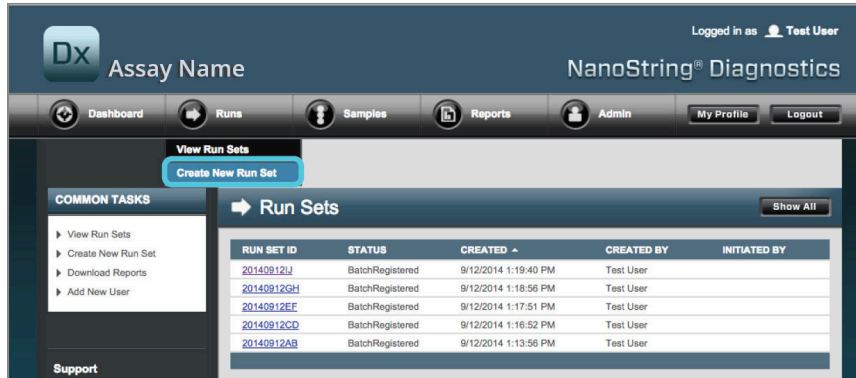 Logged in as Test User
Dx Assay Name
NanoString® Diagnostics
Dashboard Runs Samples Reports Admin My Profile Logout
View Run Sets
Create New Run Set
COMMON TASKS
View Run Sets
Create New Run Set
Download Reports
Add New User
Support
Run Sets Show All
RUN SET ID STATUS CREATED CREATED BY INITIATED BY
20140912IJ BatchRegistered 9/12/2014 1:19:40 PM Test User
20140912GH BatchRegistered 9/12/2014 1:18:56 PM Test User
20140912EF BatchRegistered 9/12/2014 1:17:51 PM Test User
20140912CD BatchRegistered 9/12/2014 1:16:52 PM Test User
20140912AB BatchRegistered 9/12/2014 1:13:56 PM Test User